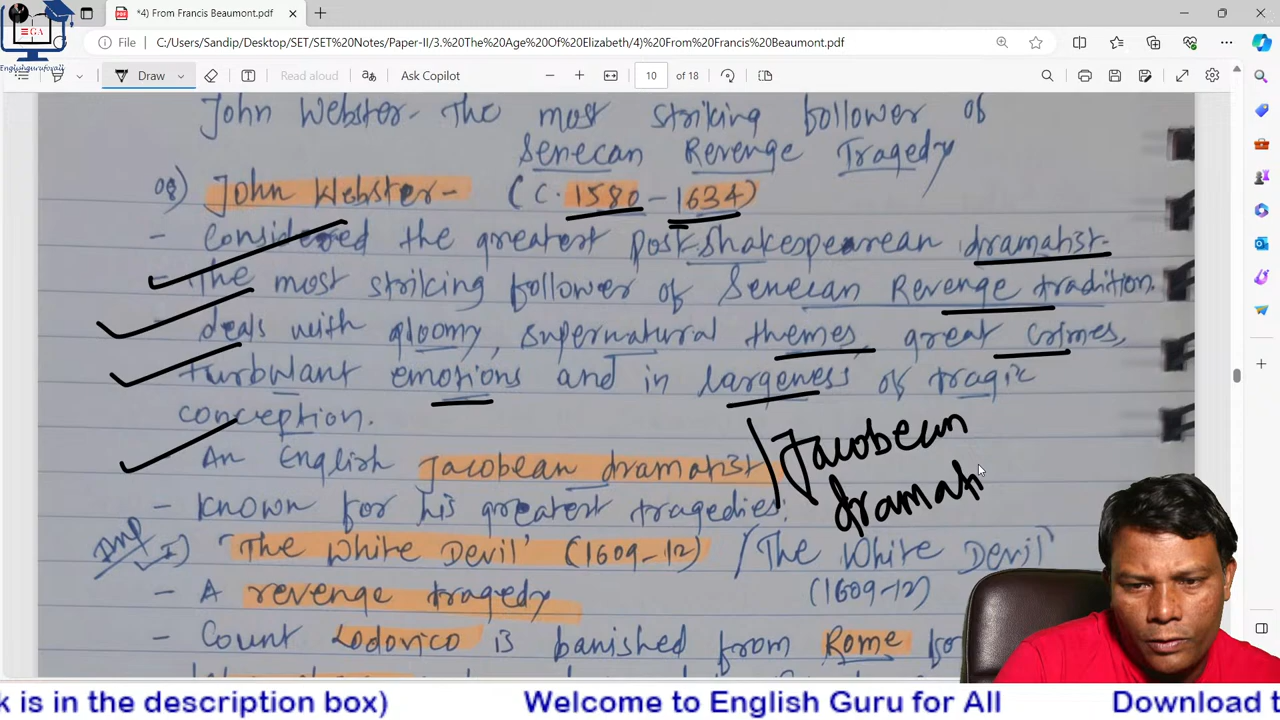 *4) From Francis Beaumont.pdf
File
C:/Users/Sandip/Desktop/SET/SET%20Notes/Paper-II/3.%20The%20Age%20Of%20Elizabeth/4)%20From%20Francis%20Beaumont.pdf
EGA
Englishguruforall
Draw
Read aloud
Ask Copilot
10 of 18
John Webster - The most striking follower of
Senecan Revenge Tragedy
08) John Webster - (C. 1580 - 1634)
- Considered the greatest post-Shakespearean dramatist.
- The most striking follower of Senecan Revenge tradition.
deals with gloomy, supernatural themes, great crimes,
turbulant emotions and in largeness of tragic
conception.
An English Jacobean dramatist
Jacobean
dramati
- Known for his greatest tragedies:
Imp I) 'The White Devil' (1609-12) / The White Devil
(1609-12)
- A revenge tragedy
- Count Lodovico is banished from Rome for
k is in the description box)
Welcome to English Guru for All
Download t